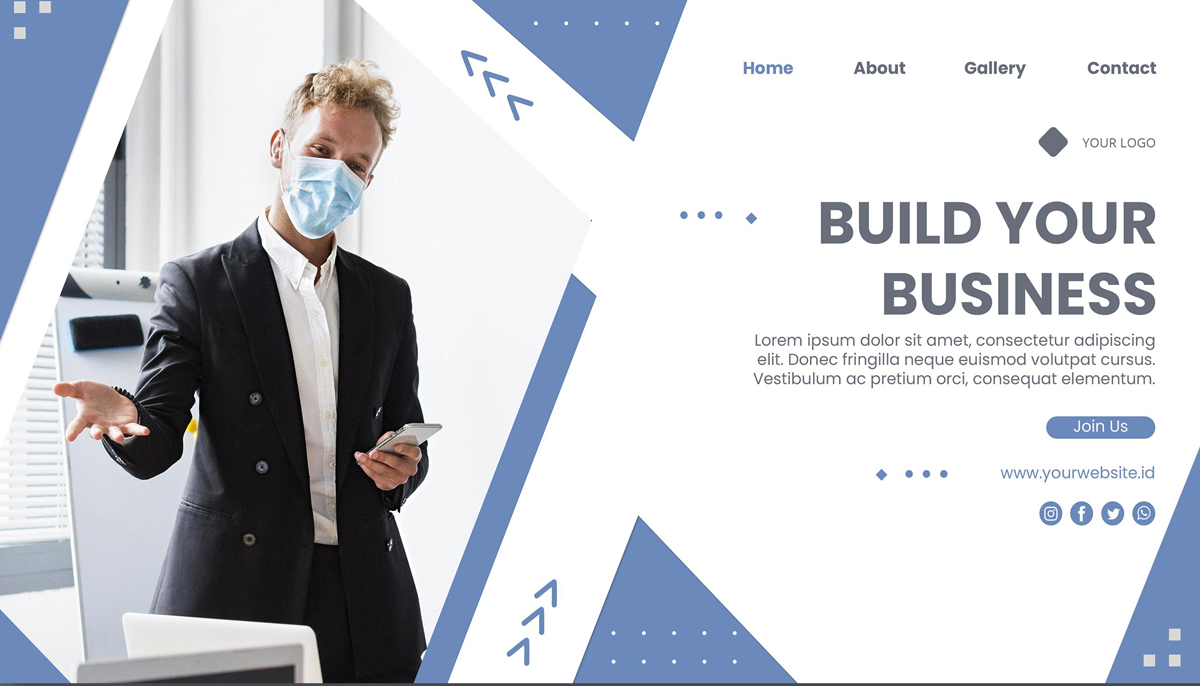 Home About Gallery Contact
YOUR LOGO
BUILD YOUR
BUSINESS
Lorem ipsum dolor sit amet, consectetur adipiscing
elit. Donec fringilla neque euismod volutpat cursus.
Vestibulum ac pretium orci, consequat elementum.
Join Us
www.yourwebsite.id